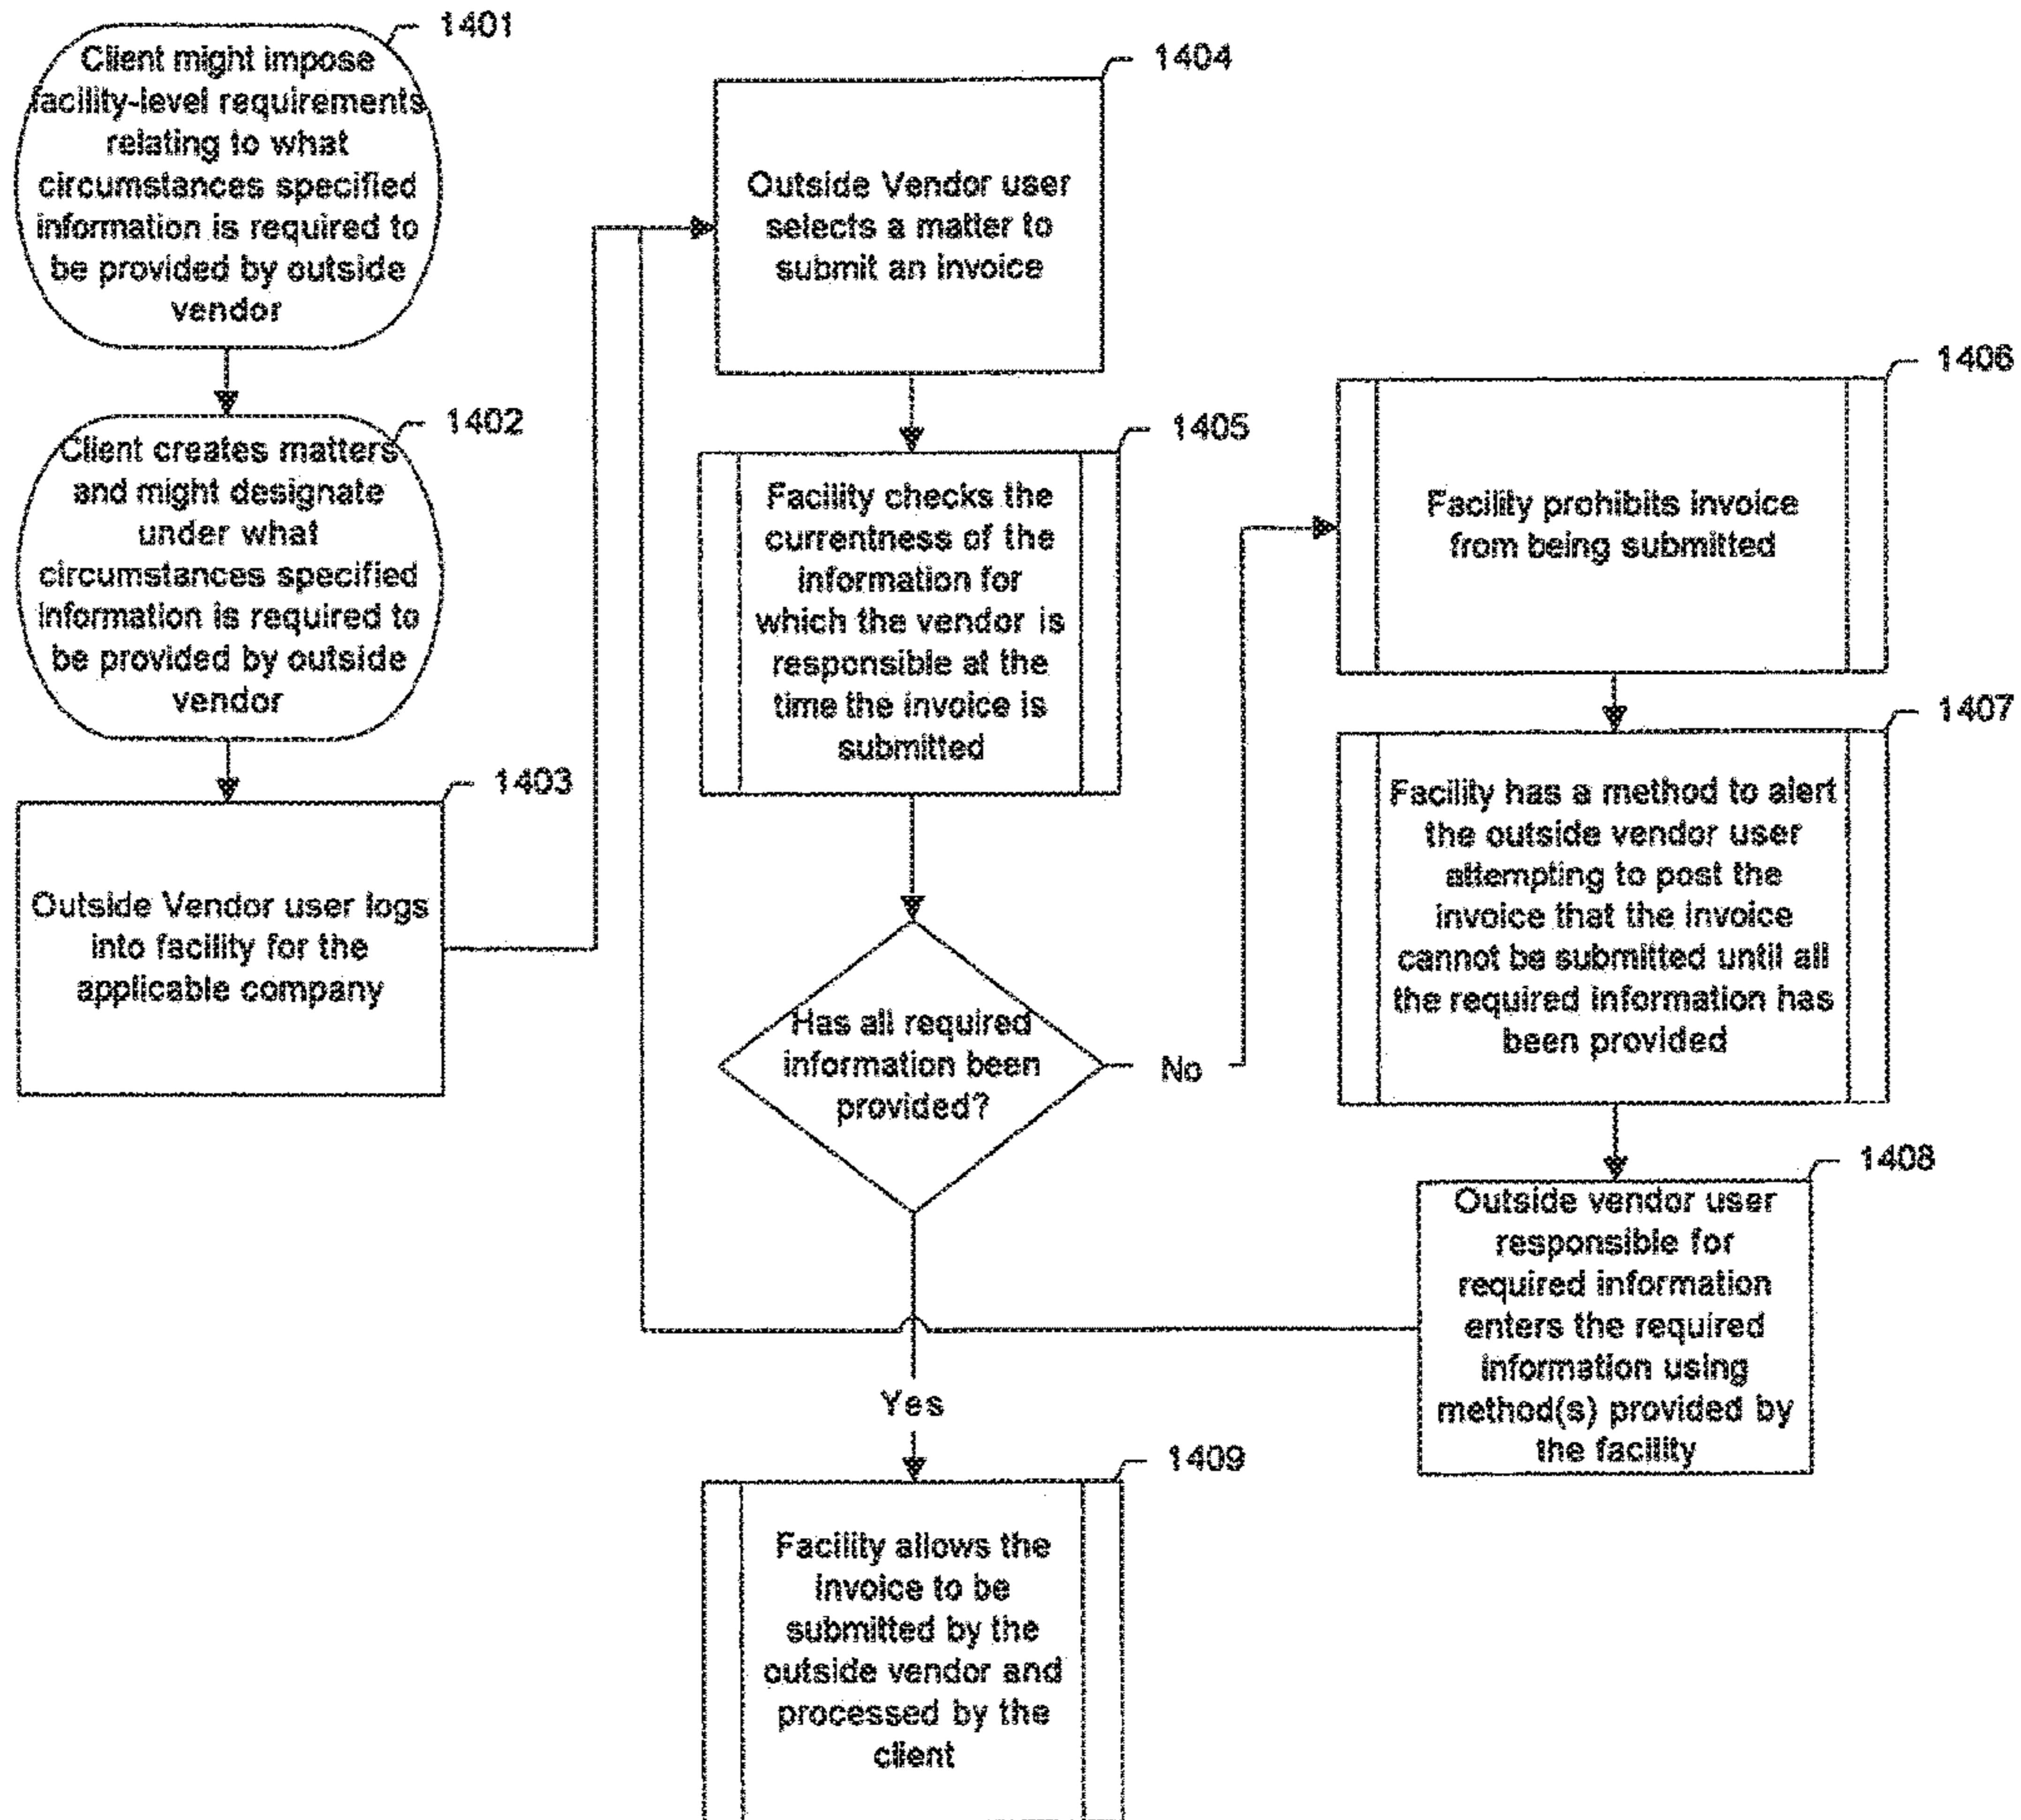 1401
Client might impose
facility-level requirements
relating to what
circumstances specified
information is required to
be provided by outside
vendor
1402
Client creates matters
and might designate
under what
circumstances specified
information is required to
be provided by outside
vendor
1403
Outside Vendor user logs
into facility for the
applicable company
1404
Outside Vendor user
selects a matter to
submit an invoice
1405
Facility checks the
currentness of the
information for
which the vendor is
responsible at the
time the invoice is
submitted
Has all required
information been
provided?
No
1406
Facility prohibits invoice
from being submitted
1407
Facility has a method to alert
the outside vendor user
attempting to post the
invoice that the invoice
cannot be submitted until all
the required information has
been provided
1408
Outside vendor user
responsible for
required information
enters the required
information using
method(s) provided by
the facility
Yes
1409
Facility allows the
invoice to be
submitted by the
outside vendor and
processed by the
client